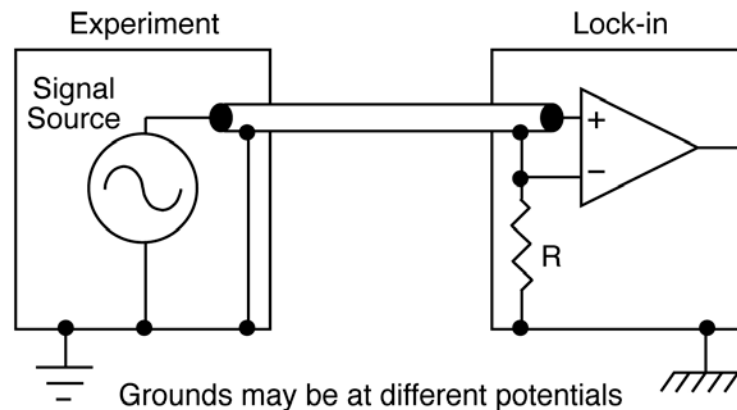 Experiment
Lock-in
Signal
Source
+
−
R
Grounds may be at different potentials